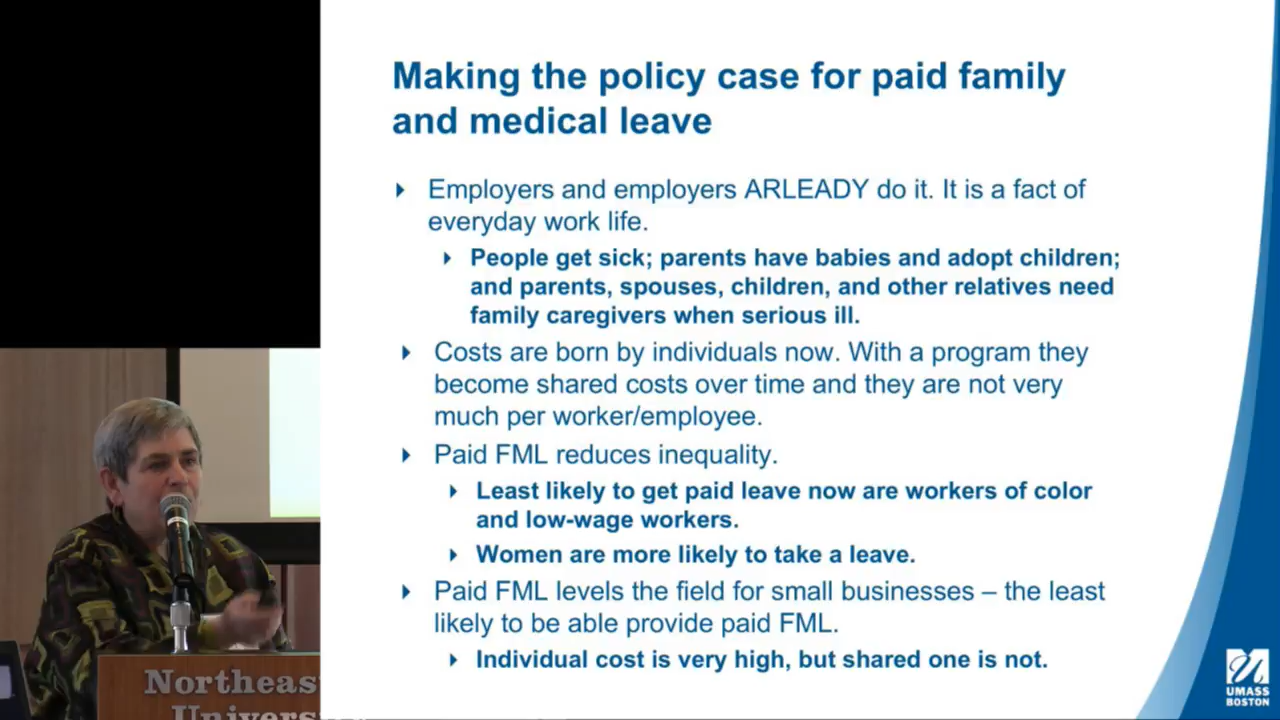 Making the policy case for paid family
and medical leave
Employers and employers ARLEADY do it. It is a fact of
everyday work life.
People get sick; parents have babies and adopt children;
and parents, spouses, children, and other relatives need
family caregivers when serious ill.
Costs are born by individuals now. With a program they
become shared costs over time and they are not very
much per worker/employee.
Paid FML reduces inequality.
Least likely to get paid leave now are workers of color
and low-wage workers.
Women are more likely to take a leave.
Paid FML levels the field for small businesses – the least
likely to be able provide paid FML.
Individual cost is very high, but shared one is not.
UMASS
BOSTON
Northeas
Universi